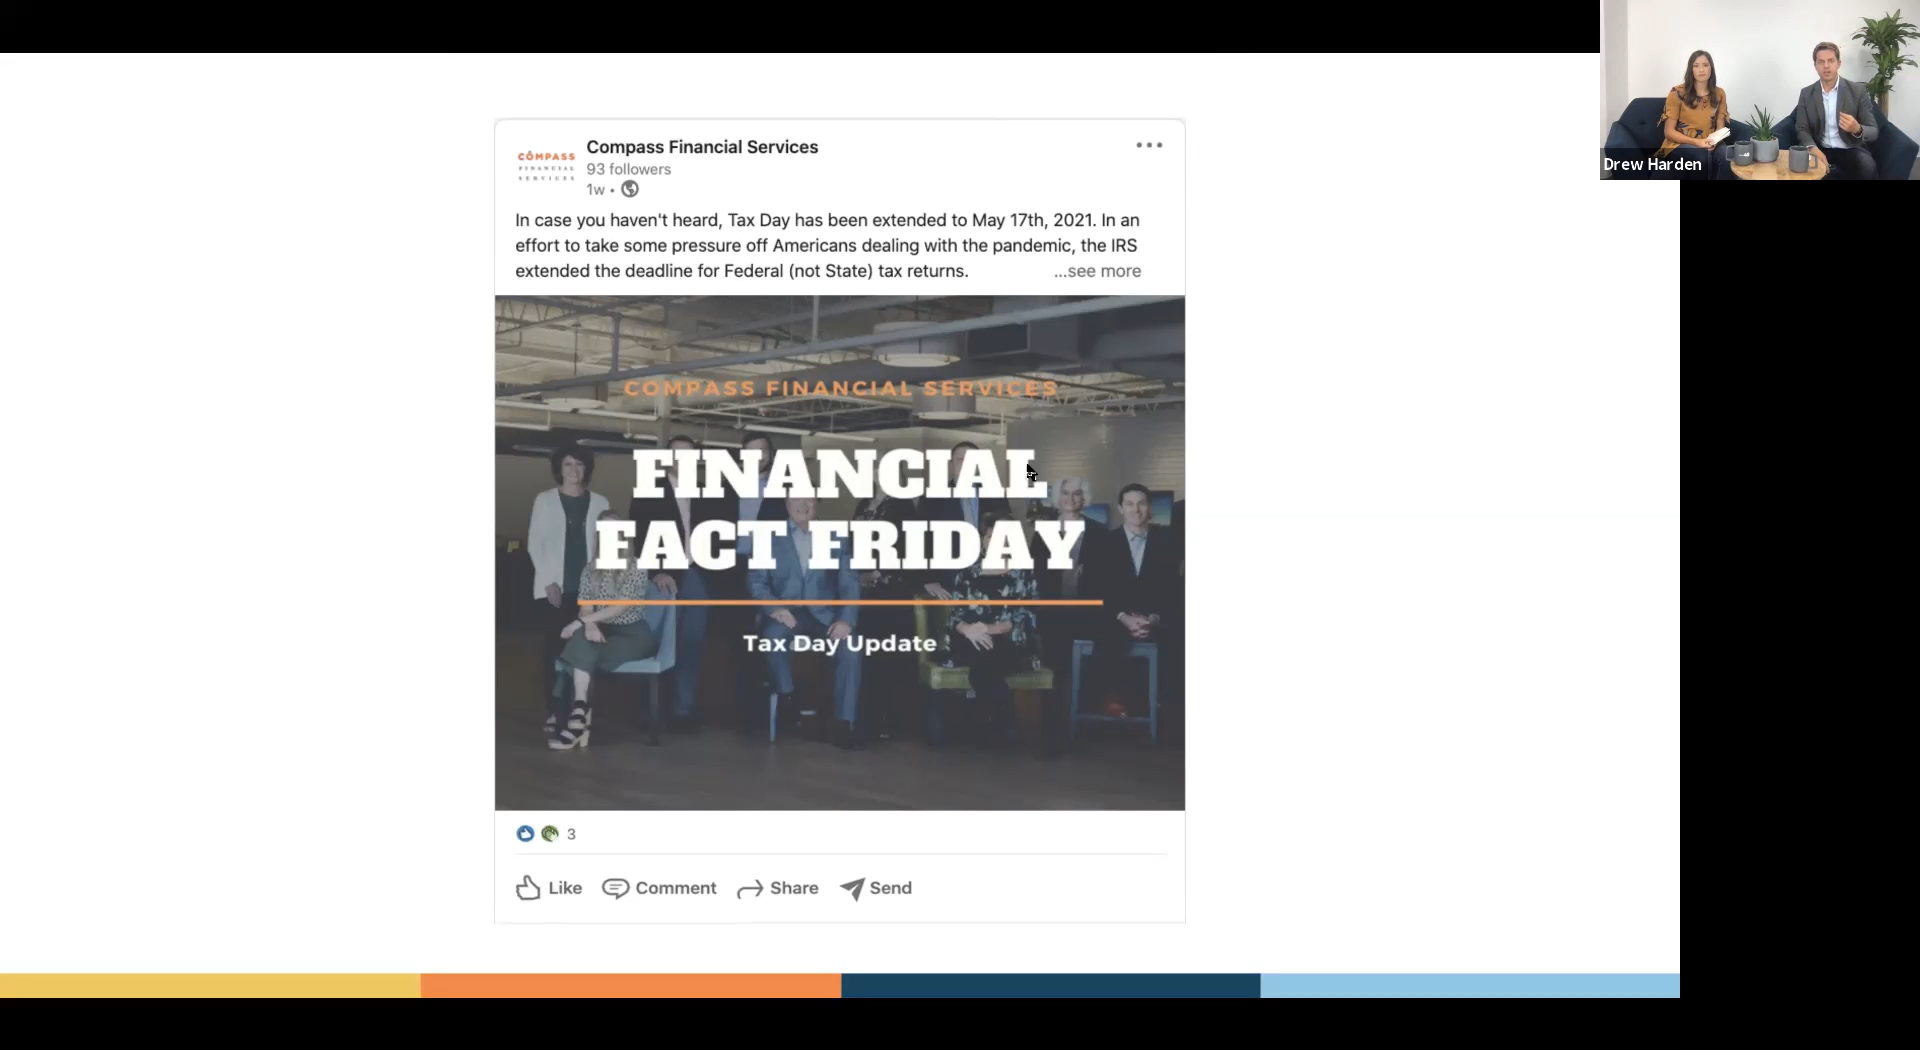 Drew Harden
CÔMPASS
FINANCIAL
SERVICES
Compass Financial Services
93 followers
1w •
In case you haven't heard, Tax Day has been extended to May 17th, 2021. In an
effort to take some pressure off Americans dealing with the pandemic, the IRS
extended the deadline for Federal (not State) tax returns. ...see more
COMPASS FINANCIAL SERVICES
FINANCIAL
FACT FRIDAY
Tax Day Update
3
Like Comment Share Send